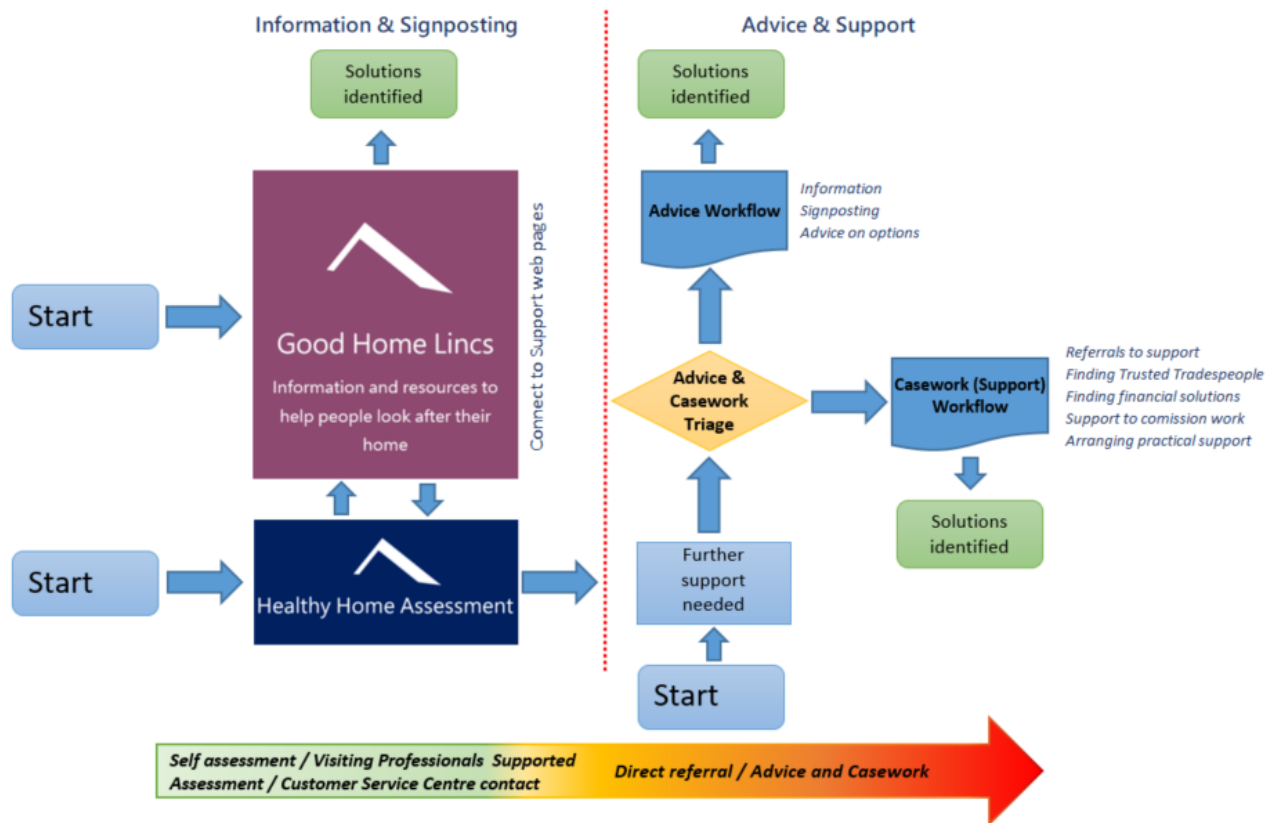 Information & Signposting
Solutions
identified
Start
Good Home Lincs
Information and resources to
help people look after their
home
Connect to Support web pages
Start
Healthy Home Assessment
Advice & Support
Solutions
identified
Advice Workflow
Information
Signposting
Advice on options
Advice &
Casework
Triage
Casework (Support)
Workflow
Referrals to support
Finding Trusted Tradespeople
Finding financial solutions
Support to comission work
Arranging practical support
Solutions
identified
Further
support
needed
Start
Self assessment / Visiting Professionals Supported
Assessment / Customer Service Centre contact
Direct referral / Advice and Casework